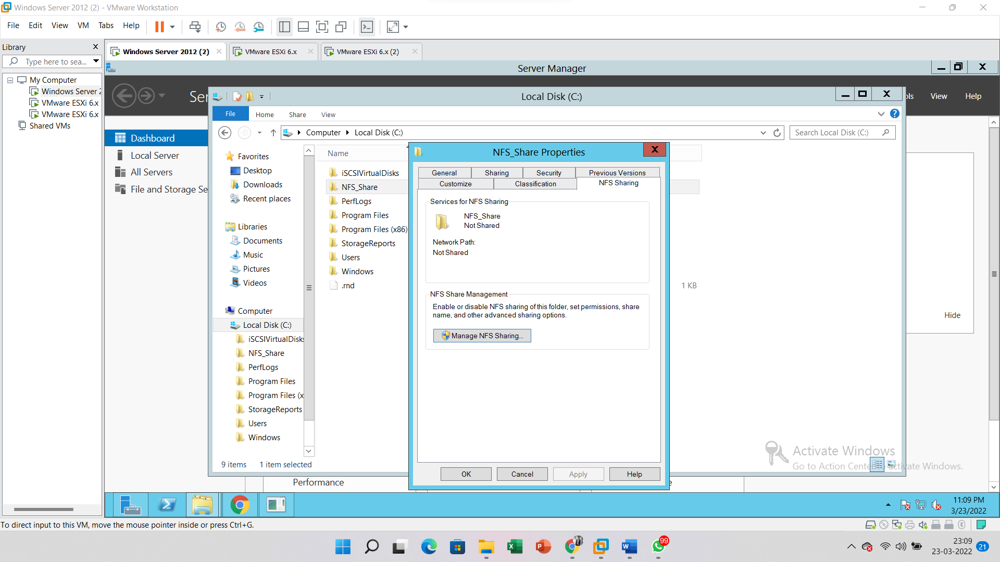 Windows Server 2012 (2) - VMware Workstation
File Edit View VM Tabs Help
Library
Type here to sea...
My Computer
Windows Server 2
VMware ESXi 6.x
VMware ESXi 6.x
Shared VMs
Windows Server 2012 (2)
VMware ESXi 6.x
VMware ESXi 6.x (2)
Server Manager
Ser
ols View Help
Dashboard
Local Server
All Servers
File and Storage Se
Local Disk (C:)
File Home Share View
Computer Local Disk (C:)
Search Local Disk (C:)
Favorites
Desktop
Downloads
Recent places
Libraries
Documents
Music
Pictures
Videos
Computer
Local Disk (C:)
iSCSIVirtualDisks
NFS_Share
PerfLogs
Program Files
Program Files (x
StorageReports
Users
Windows
Name
iSCSIVirtualDisks
NFS_Share
PerfLogs
Program Files
Program Files (x86)
StorageReports
Users
Windows
.rnd
1 KB
9 items 1 item selected
NFS_Share Properties
General Sharing Security Previous Versions
Customize Classification NFS Sharing
Services for NFS Sharing
NFS_Share
Not Shared
Network Path:
Not Shared
NFS Share Management
Enable or disable NFS sharing of this folder, set permissions, share
name, and other advanced sharing options.
Manage NFS Sharing...
OK Cancel Apply Help
Hide
Activate Windows
Go to Action Center to activate Windows.
Performance
e
11:09 PM
3/23/2022
To direct input to this VM, move the mouse pointer inside or press Ctrl+G.
99
23:09
23-03-2022
21